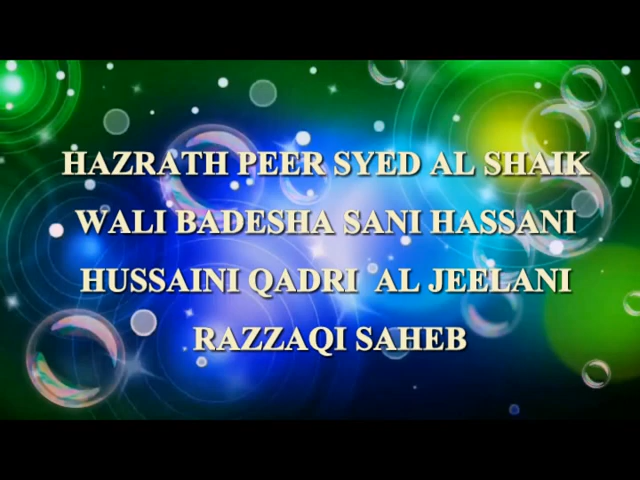 HAZRATH PEER SYED AL SHAIK
WALI BADESHA SANI HASSANI
HUSSAINI QADRI AL JEELANI
RAZZAQI SAHEB